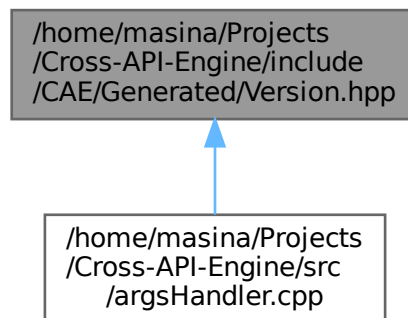 /home/masina/Projects
/Cross-API-Engine/include
/CAE/Generated/Version.hpp
/home/masina/Projects
/Cross-API-Engine/src
/argsHandler.cpp